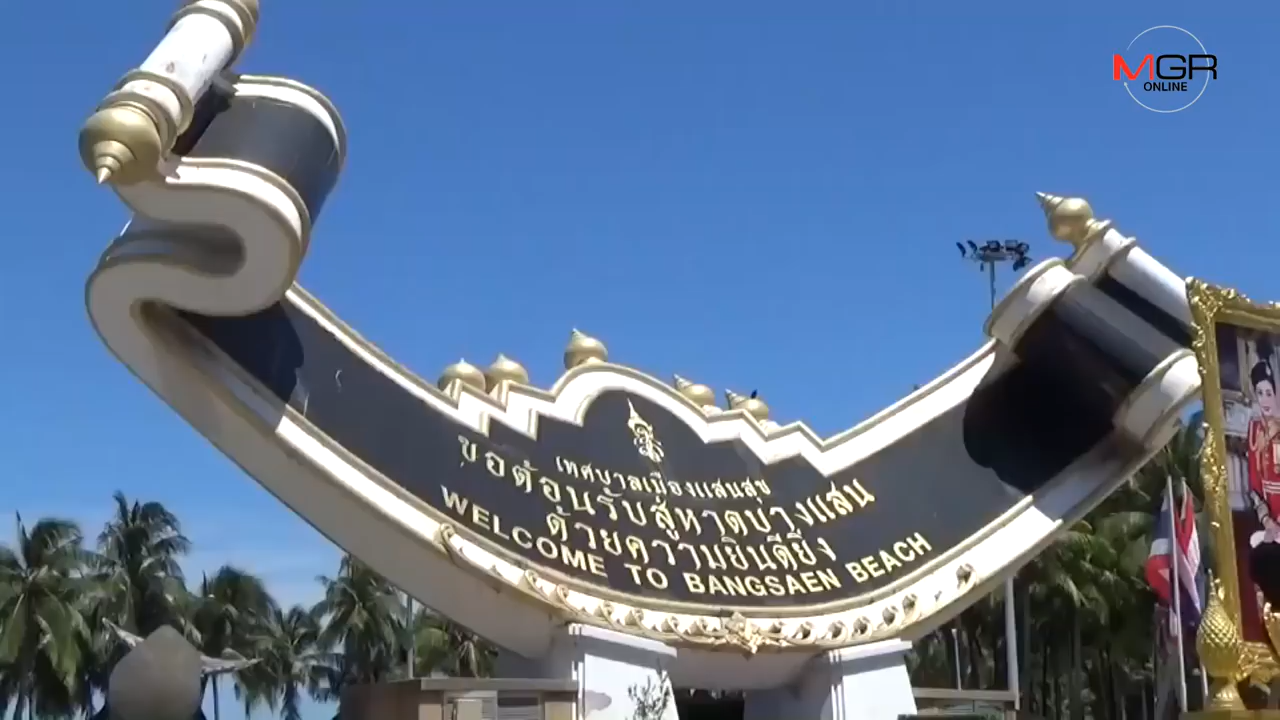 MGR
ONLINE
เทศบาลเมืองแสนสุข
ขอต้อนรับสู่หาดบางแสน
ด้วยความยินดียิ่ง
WELCOME TO BANGSAEN BEACH